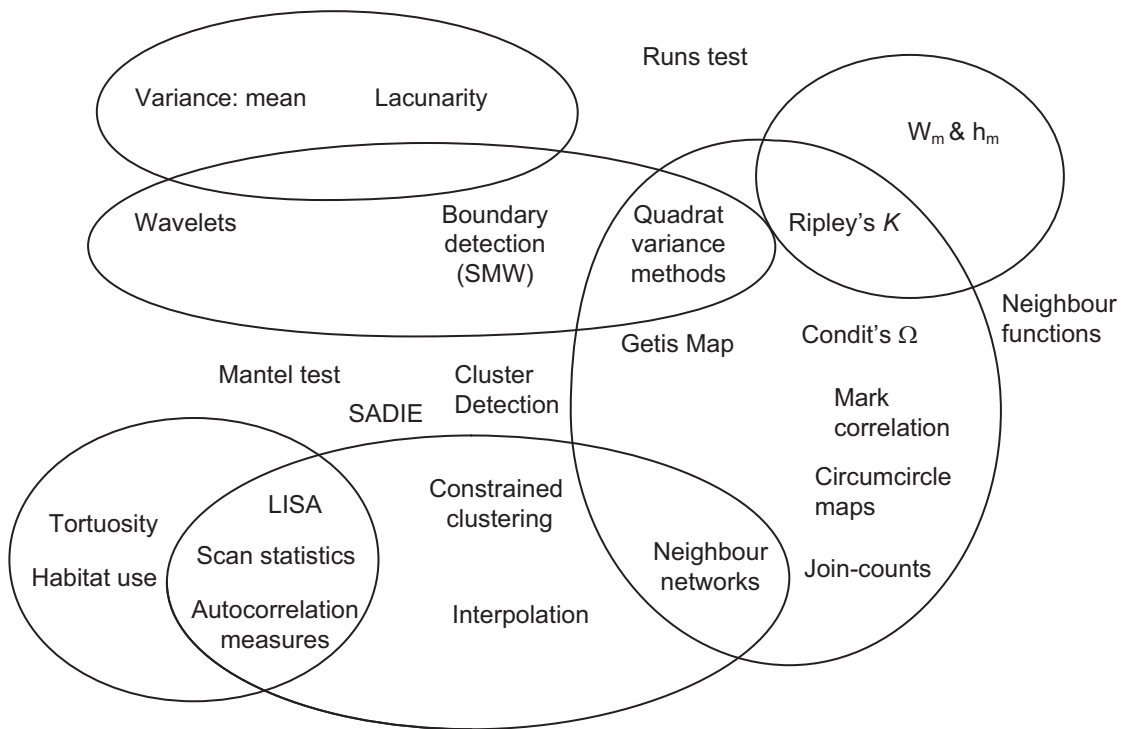 Runs test
Variance: mean
Lacunarity
Wm & hm
Wavelets
Boundary
detection
(SMW)
Quadrat
variance
methods
Ripley's K
Neighbour
functions
Getis Map
Condit's Ω
Mantel test
Cluster
Detection
SADIE
Mark
correlation
LISA
Constrained
clustering
Circumcircle
maps
Tortuosity
Scan statistics
Habitat use
Neighbour
networks
Join-counts
Autocorrelation
measures
Interpolation